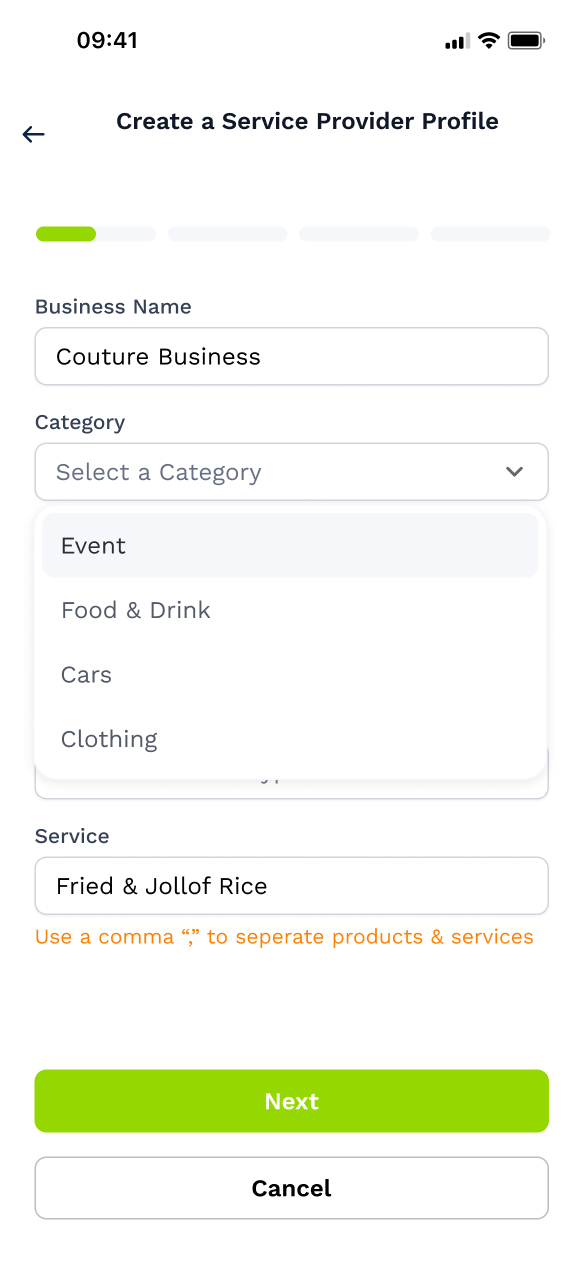 09:41
Create a Service Provider Profile
Business Name
Couture Business
Category
Select a Category
Event
Food & Drink
Cars
Clothing
Service
Fried & Jollof Rice
Use a comma “,” to seperate products & services
Next
Cancel